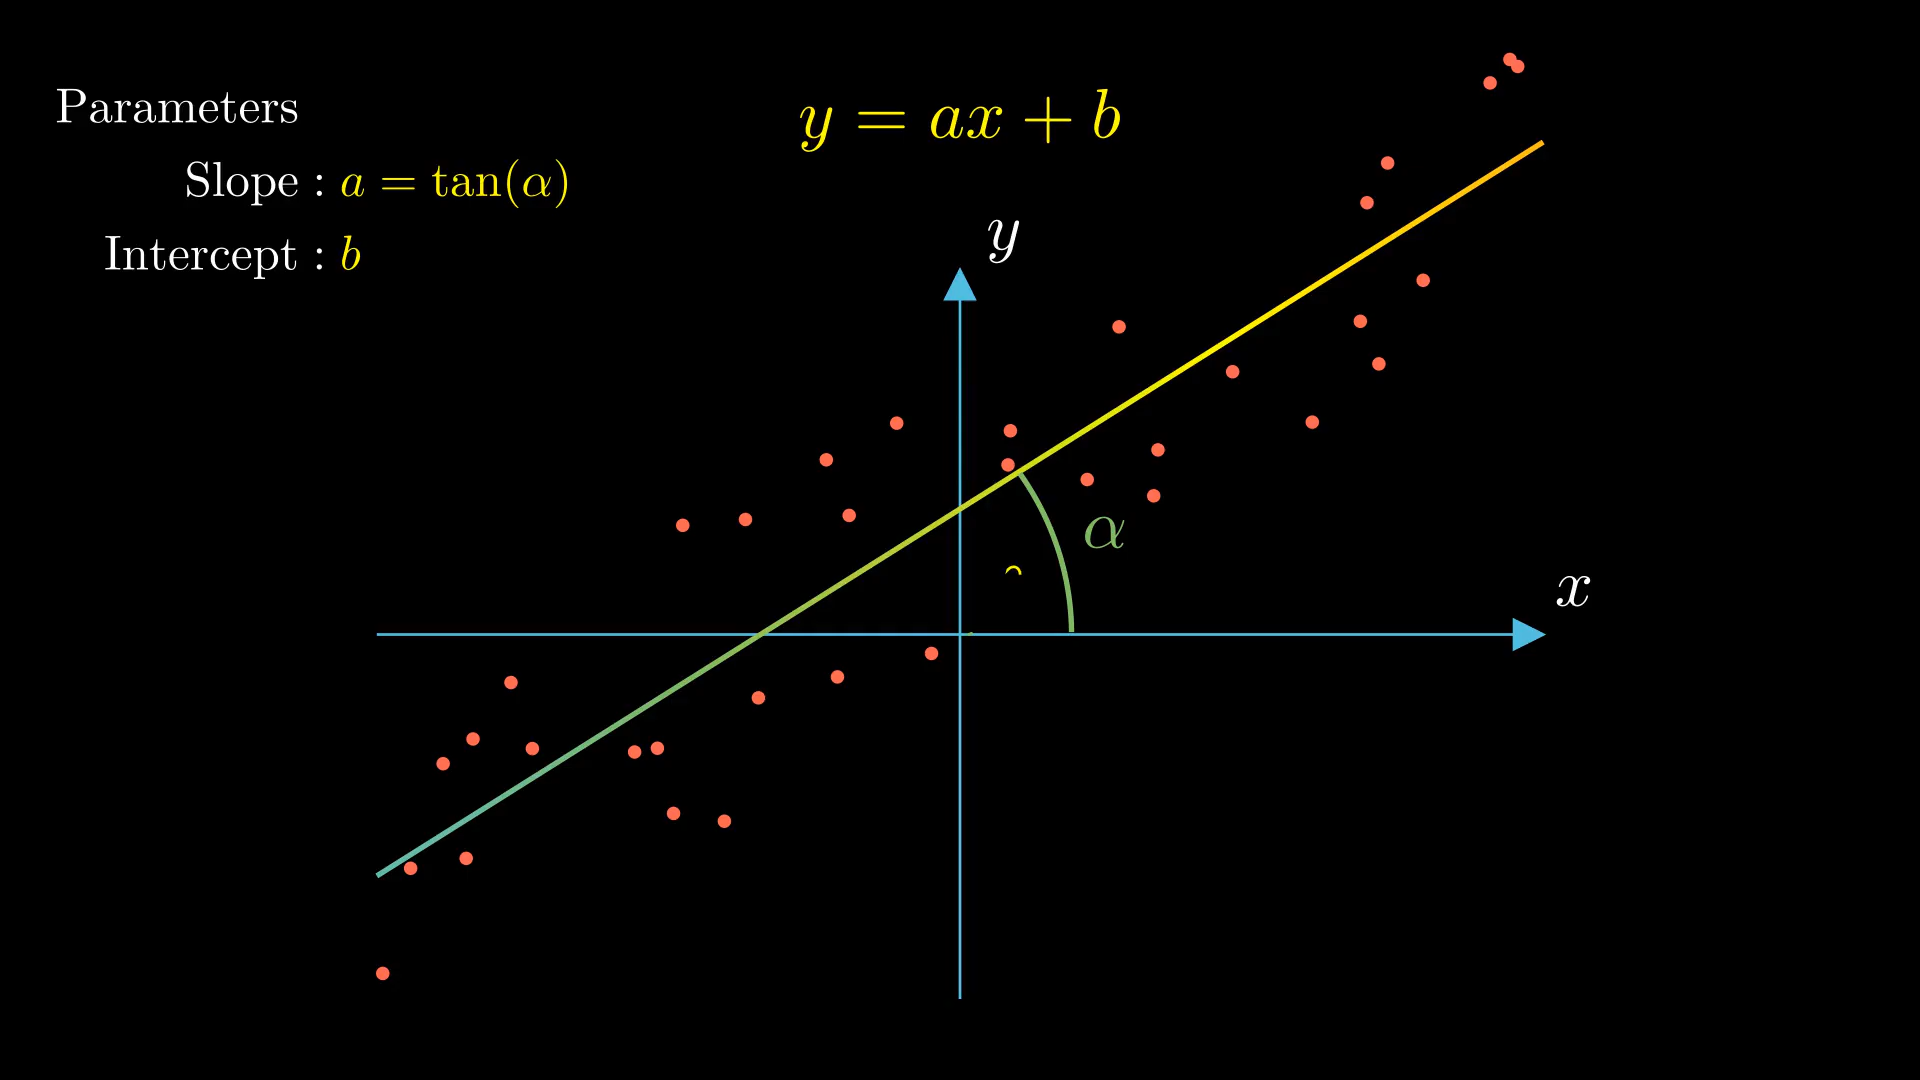 Parameters
y = ax + b
Slope : a = tan(α)
Intercept : b
y
α
x